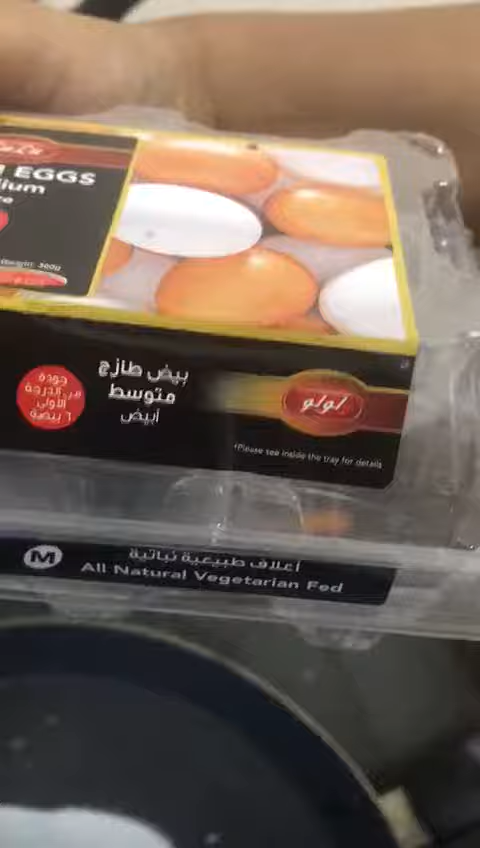 EGGS
لولو
بيض طازج
متوسط
أبيض
جودة
من الدرجة
الأولى
٦ بيضة
*Please see inside the tray for details
M
أعلاف طبيعية نباتية
All Natural Vegetarian Fed